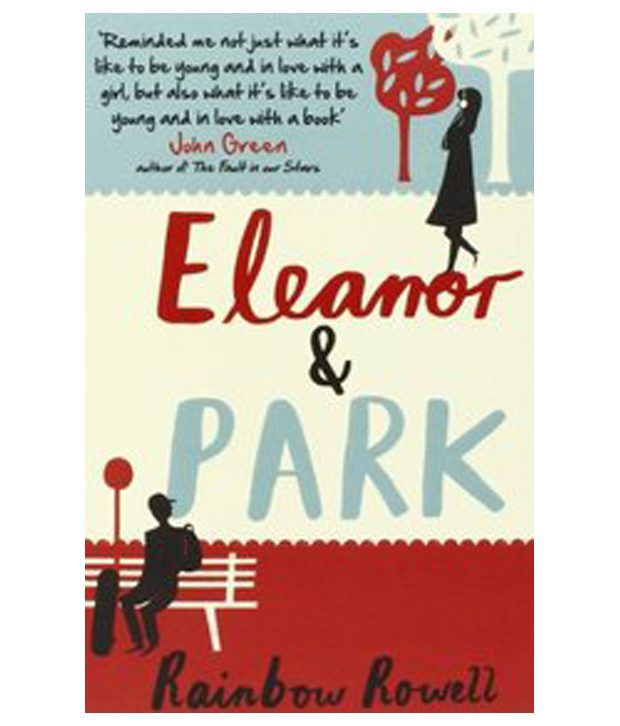 'Reminded me not just what it's
like to be young and in love with a
girl, but also what it's like to be
young and in love with a book'
John Green
author of The Fault in our Stars
Eleanor
&
PARK
Rainbow Rowell